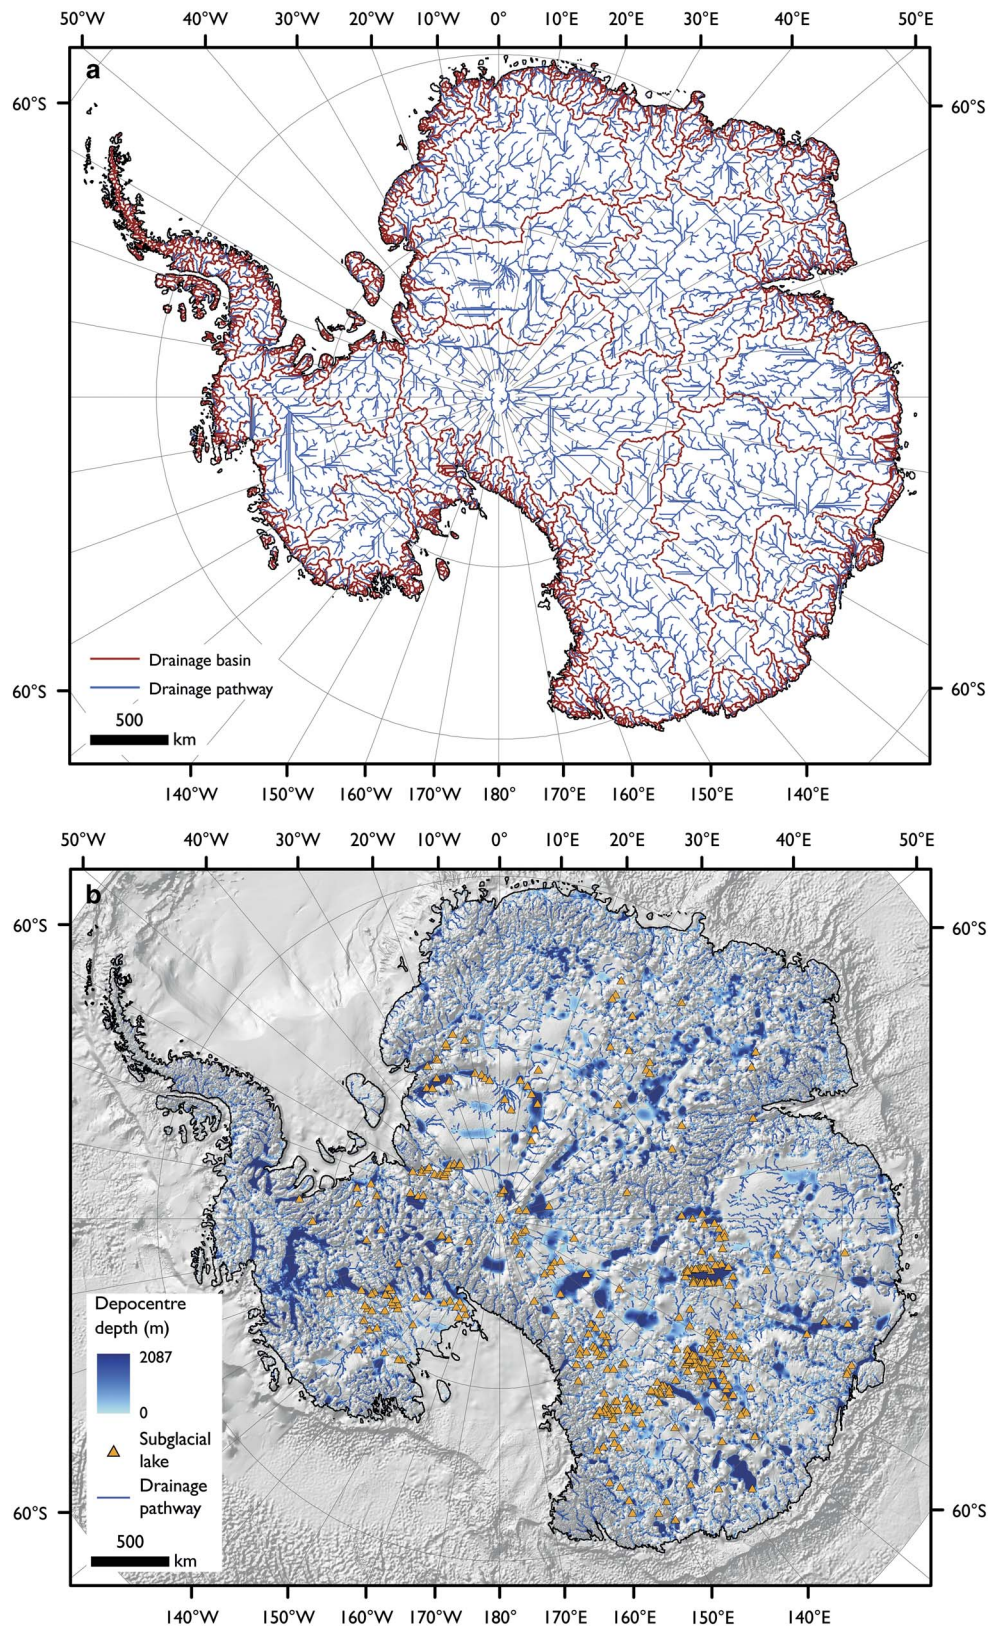 50°W 40°W 30°W 20°W 10°W 0° 10°E 20°E 30°E 40°E 50°E
a
60°S 60°S
60°S 60°S
Drainage basin
Drainage pathway
500
km
140°W 150°W 160°W 170°W 180° 170°E 160°E 150°E 140°E
50°W 40°W 30°W 20°W 10°W 0° 10°E 20°E 30°E 40°E 50°E
b
60°S 60°S
Depocentre
depth (m)
2087
0
Subglacial
lake
Drainage
pathway
60°S 60°S
500
km
140°W 150°W 160°W 170°W 180° 170°E 160°E 150°E 140°E